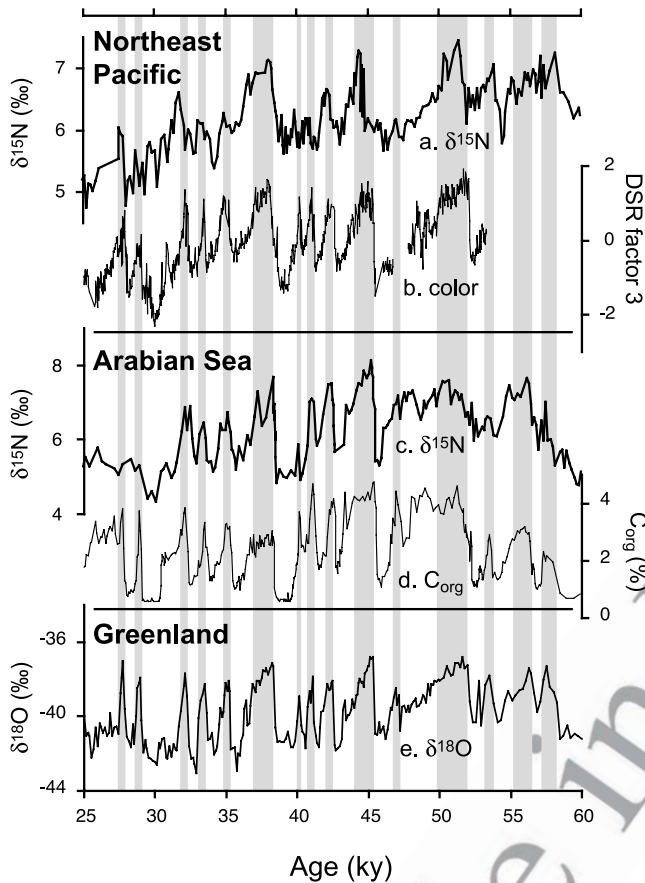 Northeast
Pacific
7
6
5
δ¹⁵N (‰)
a. δ¹⁵N
2
0
-2
DSR factor 3
b. color
Arabian Sea
8
6
4
δ¹⁵N (‰)
c. δ¹⁵N
4
2
0
C_org (%)
d. C_org
Greenland
-36
-40
-44
δ¹⁸O (‰)
e. δ¹⁸O
25 30 35 40 45 50 55 60
Age (ky)